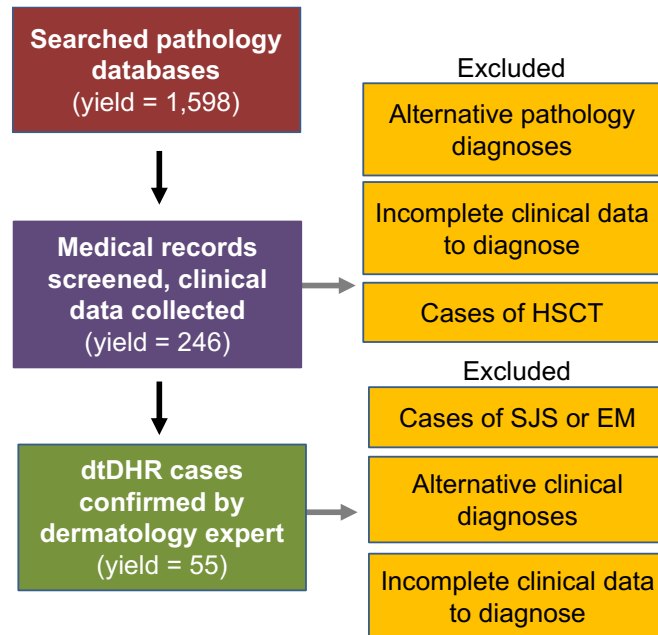 Searched pathology
databases
(yield = 1,598)
Excluded
Alternative pathology
diagnoses
Incomplete clinical data
to diagnose
Cases of HSCT
Medical records
screened, clinical
data collected
(yield = 246)
Excluded
Cases of SJS or EM
Alternative clinical
diagnoses
Incomplete clinical data
to diagnose
dtDHR cases
confirmed by
dermatology expert
(yield = 55)